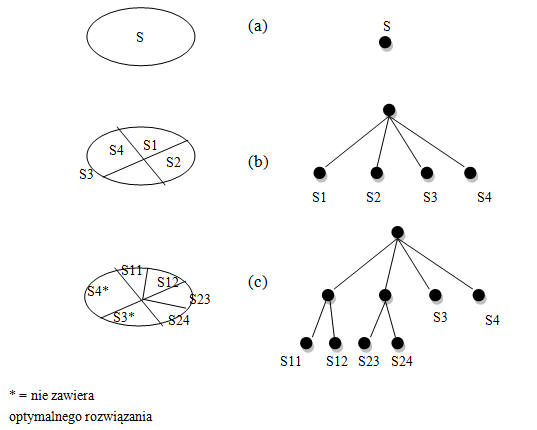 (a)
S
S
(b)
S4
S1
S2
S3
S1
S2
S3
S4
(c)
S11
S12
S4*
S23
S3*
S24
S3
S4
S11
S12
S23
S24
* = nie zawiera
optymalnego rozwiązania